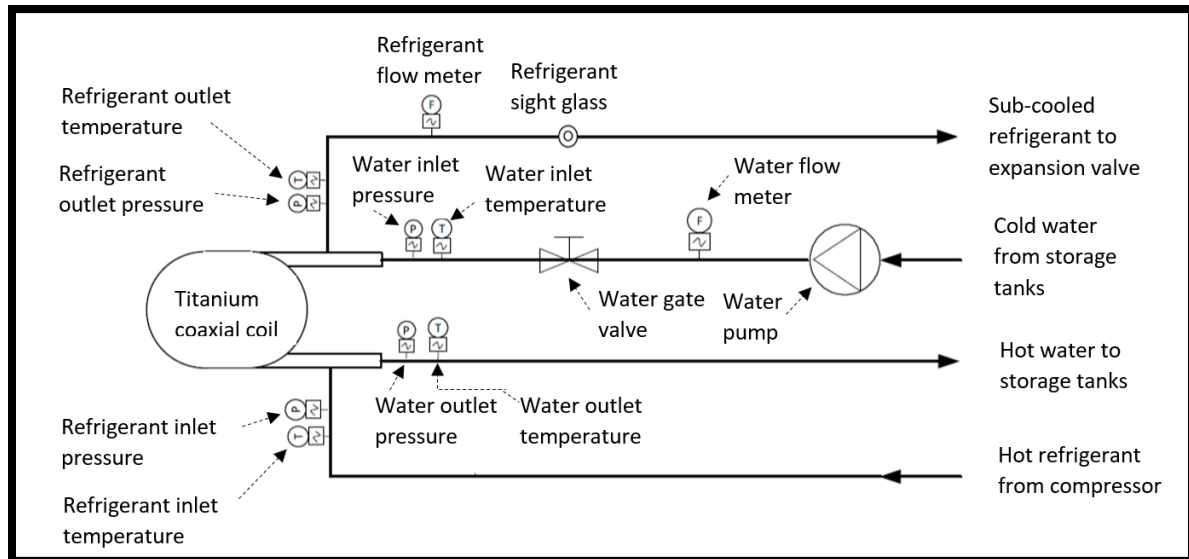 Refrigerant
flow meter
Refrigerant
sight glass
Refrigerant outlet
temperature
F
Sub-cooled
refrigerant to
expansion valve
Water inlet
pressure
Water inlet
temperature
Water flow
meter
Refrigerant
outlet pressure
T
P
P
T
F
Cold water
from storage
tanks
Titanium
coaxial coil
Water gate
valve
Water
pump
P
T
Hot water to
storage tanks
Water outlet
pressure
Water outlet
temperature
Refrigerant inlet
pressure
P
T
Hot refrigerant
from compressor
Refrigerant inlet
temperature